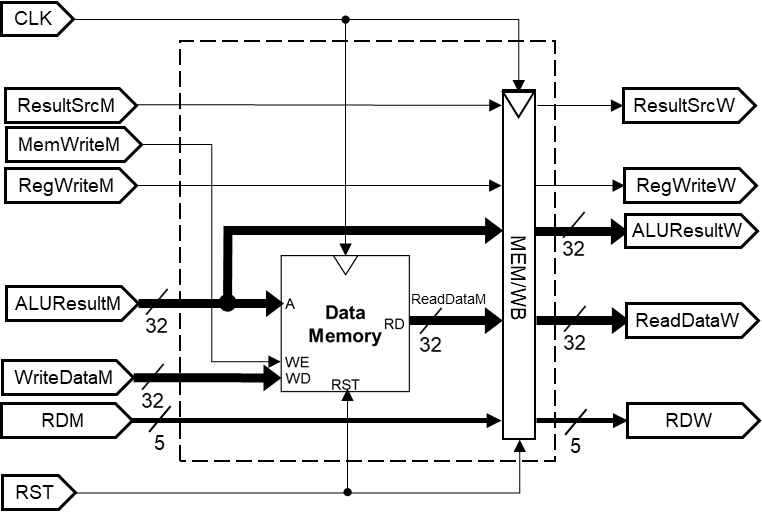 CLK
ResultSrcM
ResultSrcW
MemWriteM
RegWriteM
RegWriteW
ALUResultW
32
MEM/WB
ALUResultM
32
A
Data
Memory
RD
ReadDataM
32
ReadDataW
32
WE
WD
RST
WriteDataM
32
RDM
5
RDW
5
RST